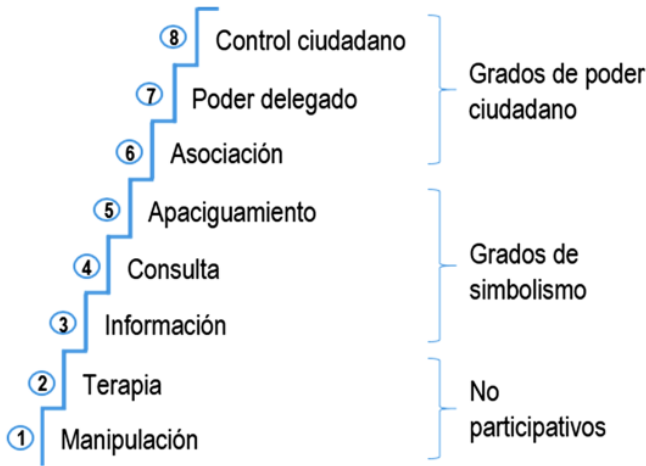 8 Control ciudadano
7 Poder delegado
6 Asociación
Grados de poder
ciudadano
5 Apaciguamiento
4 Consulta
3 Información
Grados de
simbolismo
2 Terapia
1 Manipulación
No
participativos